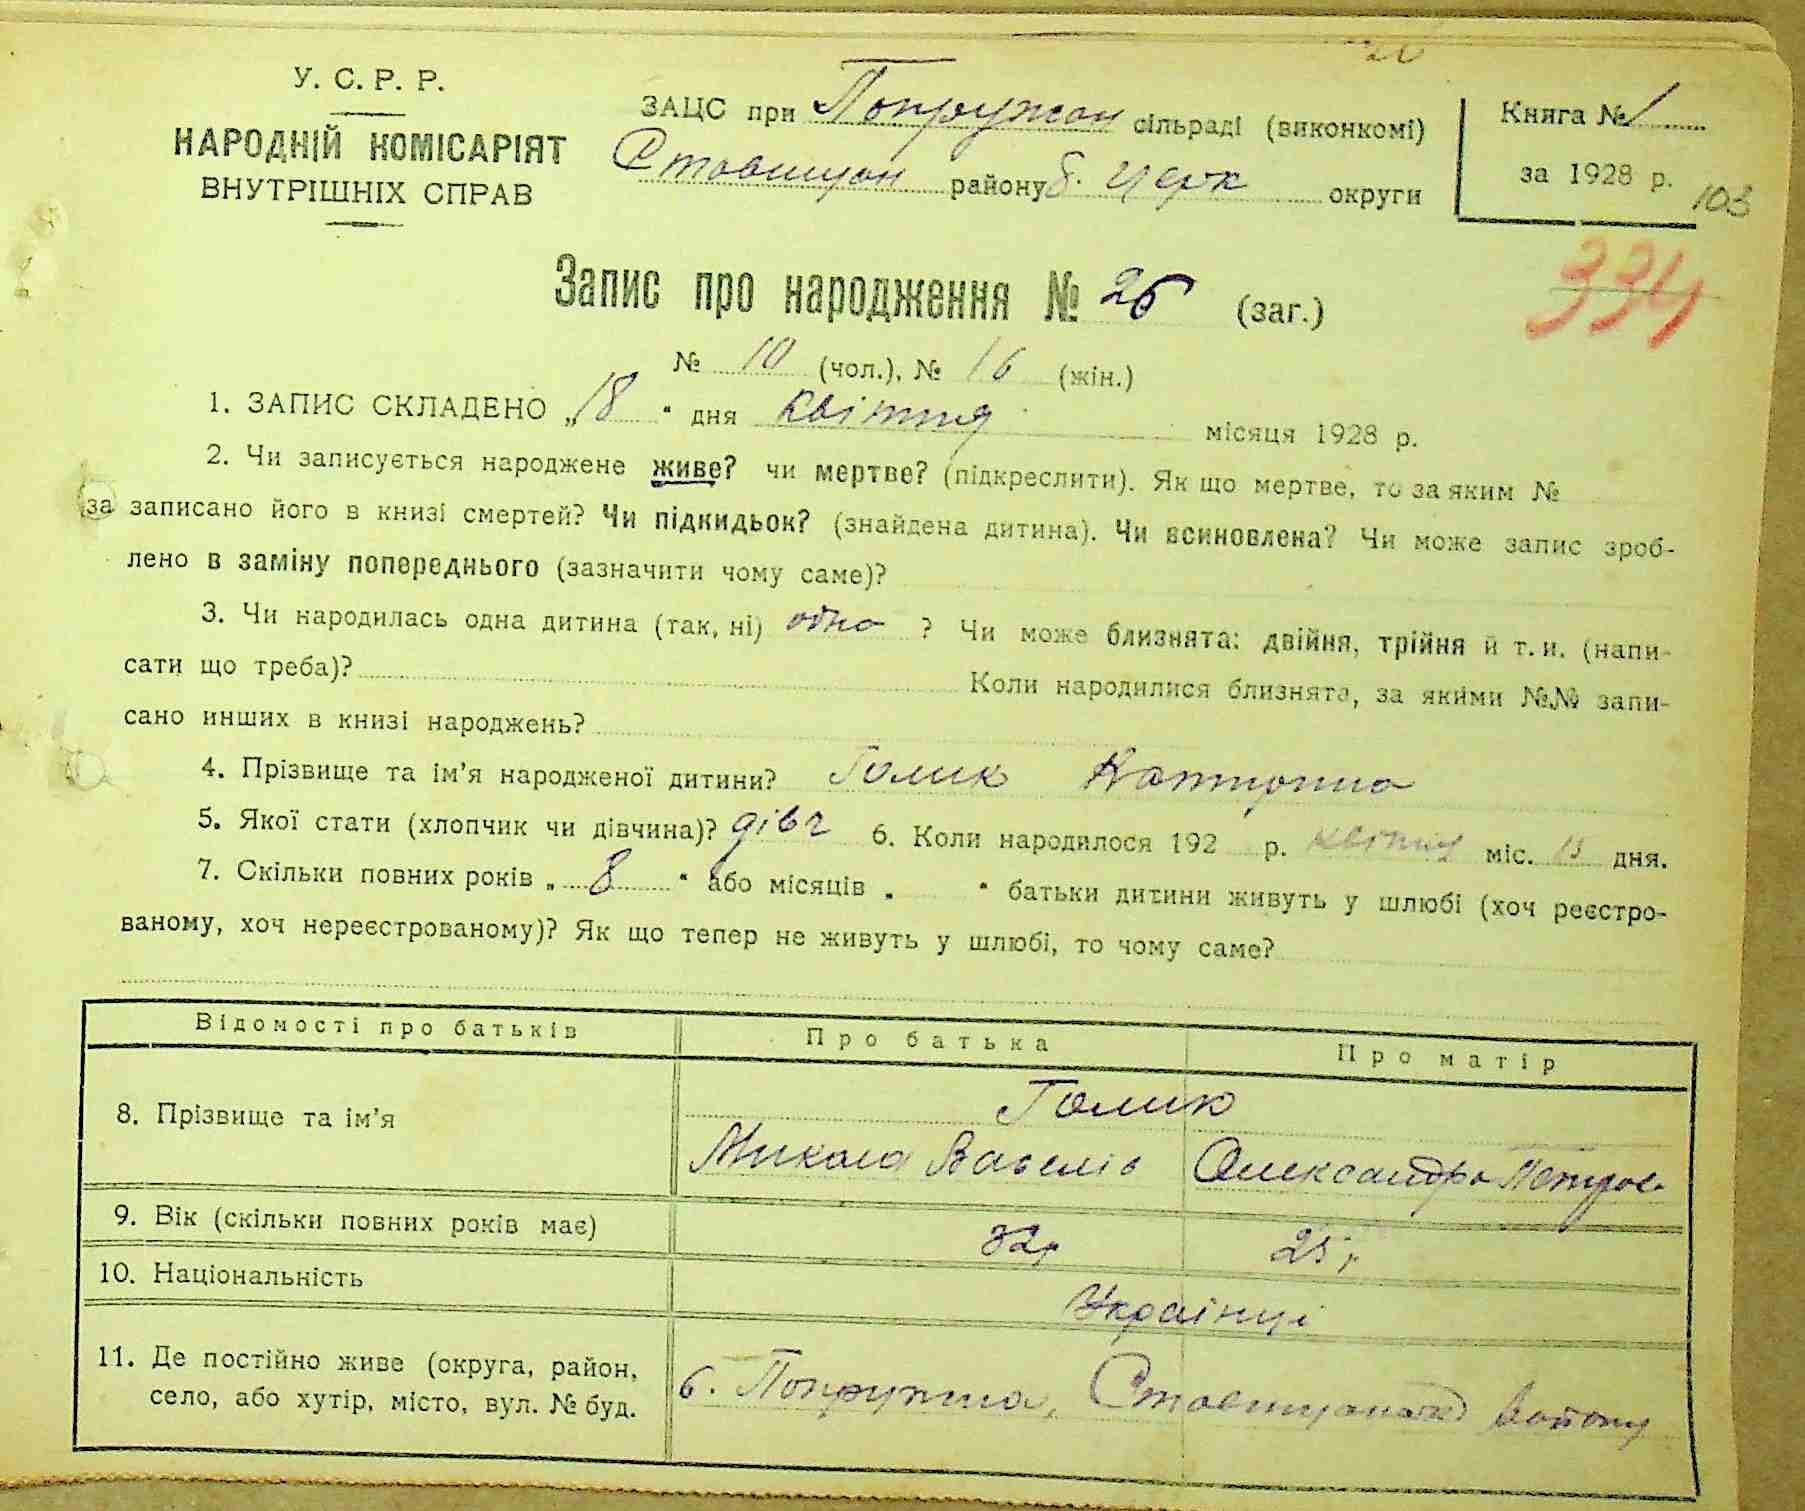 У. С. Р. Р.
НАРОДНІЙ КОМІСАРІЯТ
ВНУТРІШНІХ СПРАВ
ЗАЦС при Попружан сільраді (виконкомі)
Ставищан району Б. Церк округи
Книга № 1
за 1928 р.
103
334
Запис про народження № 26 (заг.)
№ 10 (чол.), № 16 (жін.)
1. ЗАПИС СКЛАДЕНО „18“ дня квітня місяця 1928 р.
2. Чи записується народжене живе? чи мертве? (підкреслити). Як що мертве, то за яким №
за записано його в книзі смертей? Чи підкидьок? (знайдена дитина). Чи всиновлена? Чи може запис зроб-
лено в заміну попереднього (зазначити чому саме)?
3. Чи народилась одна дитина (так, ні) одна ? Чи може близнята: двійня, трійня й т. и. (напи-
сати що треба)? Коли народилися близнята, за якими №№ запи-
сано инших в книзі народжень?
4. Прізвище та ім’я народженої дитини? Голик Катерина
5. Якої стати (хлопчик чи дівчина)? дівч 6. Коли народилося 192 р. квітня міс. 15 дня.
7. Скільки повних років „ 8 “ або місяців „ “ батьки дитини живуть у шлюбі (хоч реєстро-
ваному, хоч нереєстрованому)? Як що тепер не живуть у шлюбі, то чому саме?
Відомості про батьків Про батька Про матір
8. Прізвище та ім’я Голик
Микола Василів Олександра Петров
9. Вік (скільки повних років має) 32 р 25 р
10. Національність Українці
11. Де постійно живе (округа, район,
село, або хутір, місто, вул. № буд.
с. Попружна, Ставищанськ району